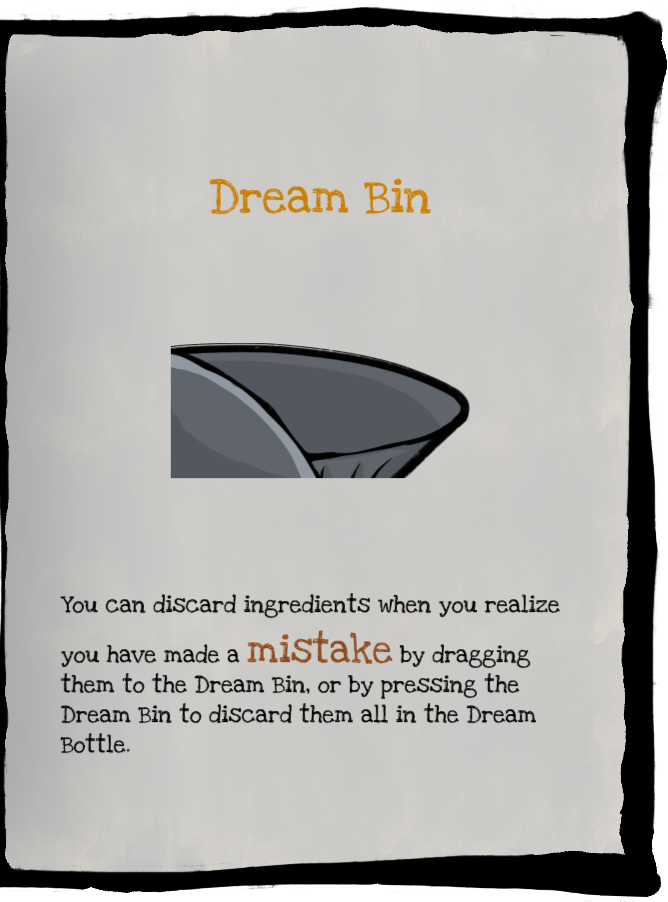 Dream Bin
You can discard ingredients when you realize
you have made a mistake by dragging
them to the Dream Bin, or by pressing the
Dream Bin to discard them all in the Dream
Bottle.